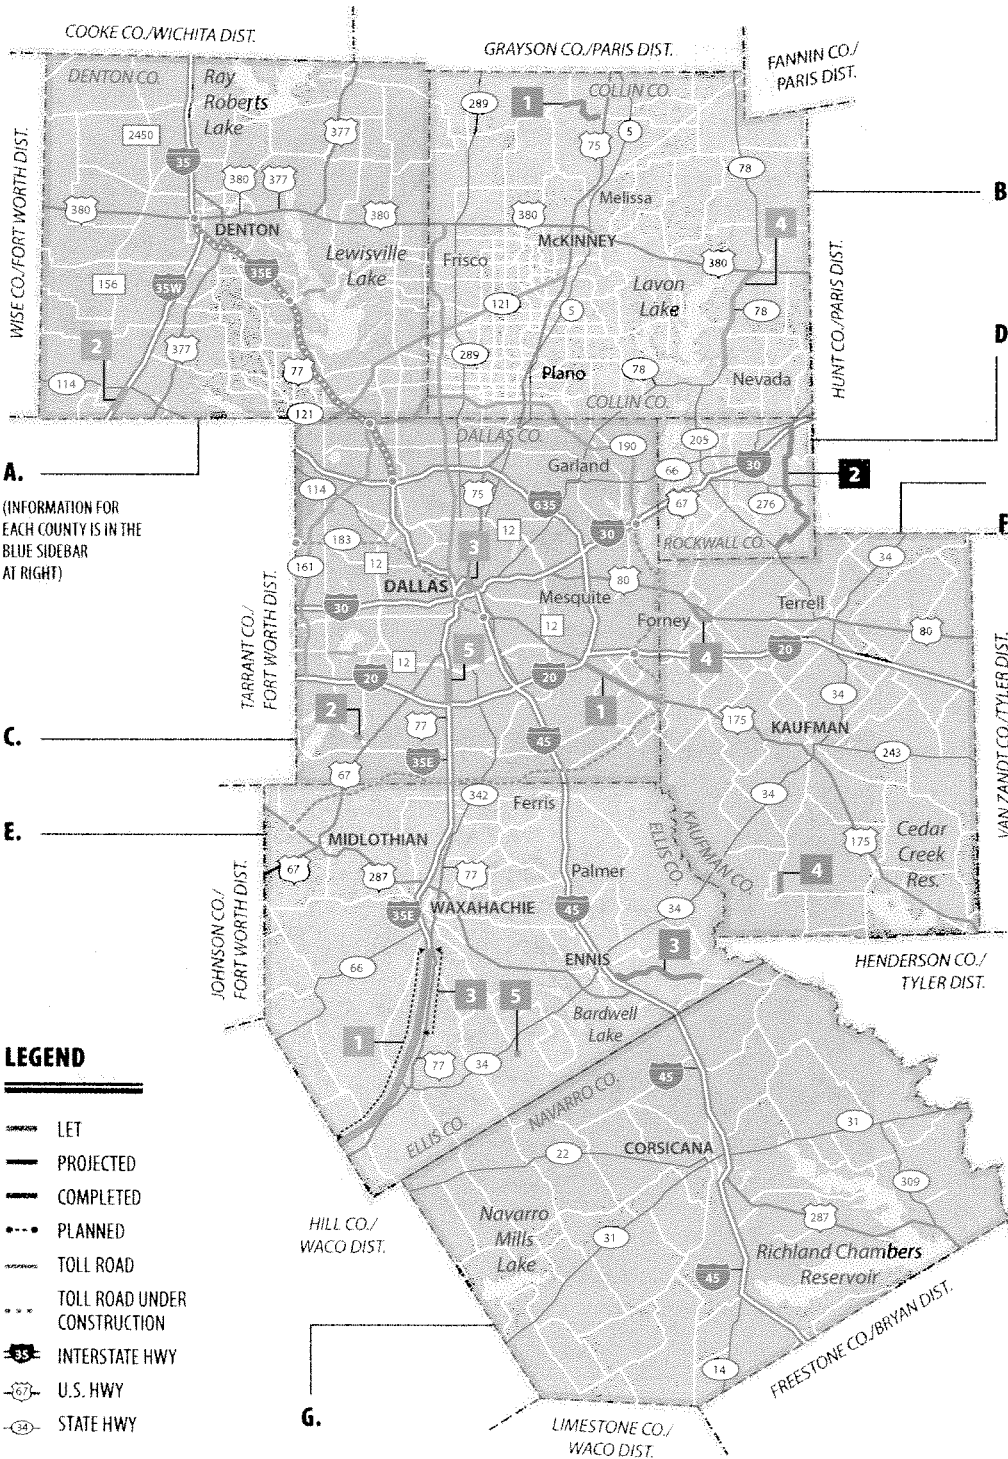 COOKE CO./WICHITA DIST.
GRAYSON CO./PARIS DIST.
FANNIN CO./
PARIS DIST.
DENTON CO.
Ray
Roberts
Lake
289
1
COLLIN CO.
5
377
75
2450
35
78
380
377
Melissa
WISE CO./FORT WORTH DIST.
380
380
380
4
B
DENTON
McKINNEY
Frisco
Lewisville
Lake
35E
380
156
35W
121
5
Lavon
Lake
78
HUNT CO./PARIS DIST.
2
377
289
D
77
Plano
78
Nevada
114
121
COLLIN CO.
DALLAS CO.
190
205
A.
Garland
66
30
2
(INFORMATION FOR
EACH COUNTY IS IN THE
BLUE SIDEBAR
AT RIGHT)
114
75
635
67
276
F
183
12
3
30
ROCKWALL CO.
34
161
12
DALLAS
80
Terrell
30
Mesquite
Forney
80
12
TARRANT CO./
FORT WORTH DIST.
5
12
20
20
4
20
1
34
2
77
175
KAUFMAN
VAN ZANDT CO./TYLER DIST.
C.
45
35E
243
67
342
34
Ferris
E.
MIDLOTHIAN
KAUFMAN CO.
ELLIS CO.
Cedar
Creek
Res.
175
67
287
77
Palmer
4
JOHNSON CO./
FORT WORTH DIST.
35E
WAXAHACHIE
45
34
3
ENNIS
66
HENDERSON CO./
TYLER DIST.
3
5
Bardwell
Lake
1
LEGEND
77
34
45
LET
PROJECTED
COMPLETED
PLANNED
TOLL ROAD
TOLL ROAD UNDER
CONSTRUCTION
35
INTERSTATE HWY
67
U.S. HWY
34
STATE HWY
ELLIS CO.
NAVARRO CO.
31
22
CORSICANA
309
HILL CO./
WACO DIST.
Navarro
Mills
Lake
31
287
Richland Chambers
Reservoir
45
14
FREESTONE CO./BRYAN DIST.
G.
LIMESTONE CO./
WACO DIST.